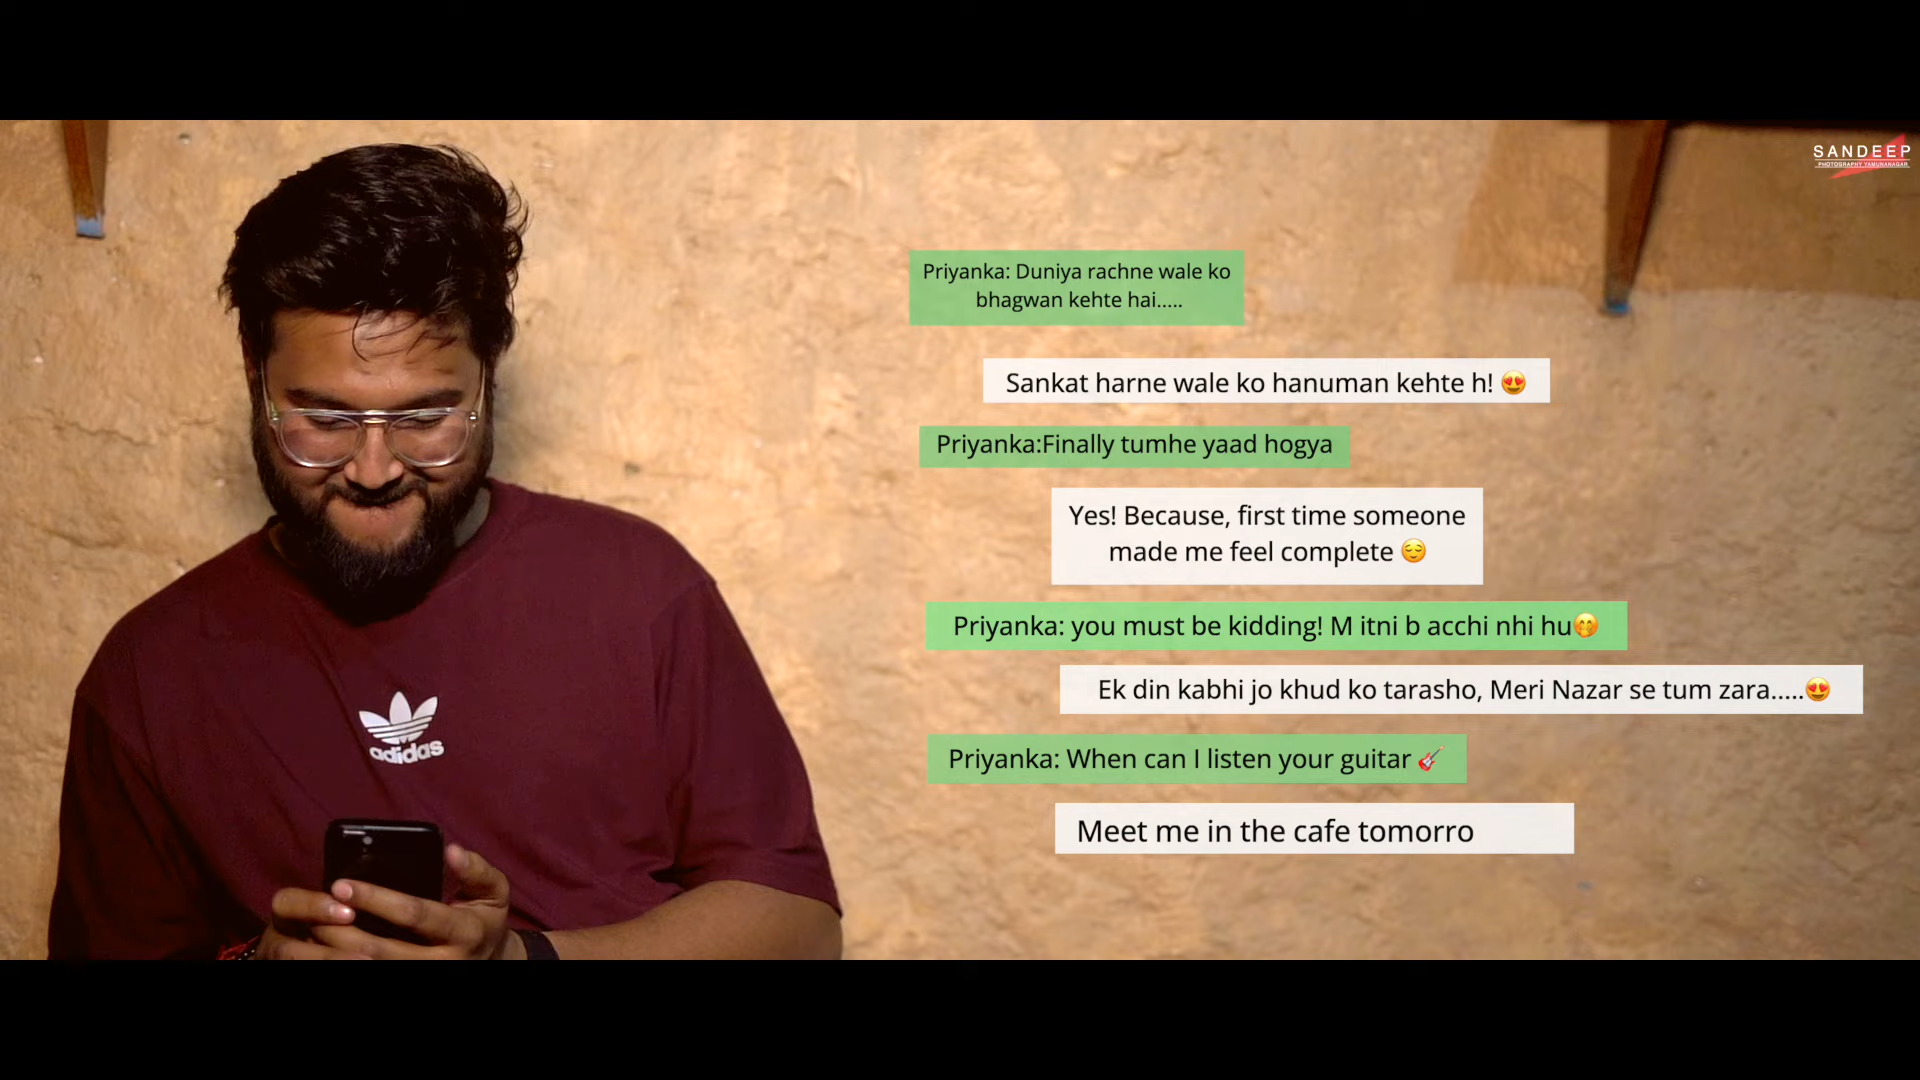 SANDEEP
PHOTOGRAPHY YAMUNANAGAR
Priyanka: Duniya rachne wale ko
bhagwan kehte hai.....
Sankat harne wale ko hanuman kehte h! 😍
Priyanka:Finally tumhe yaad hogya
Yes! Because, first time someone
made me feel complete 😌
Priyanka: you must be kidding! M itni b acchi nhi hu🤭
Ek din kabhi jo khud ko tarasho, Meri Nazar se tum zara.....😍
adidas
Priyanka: When can I listen your guitar 🎸
Meet me in the cafe tomorro